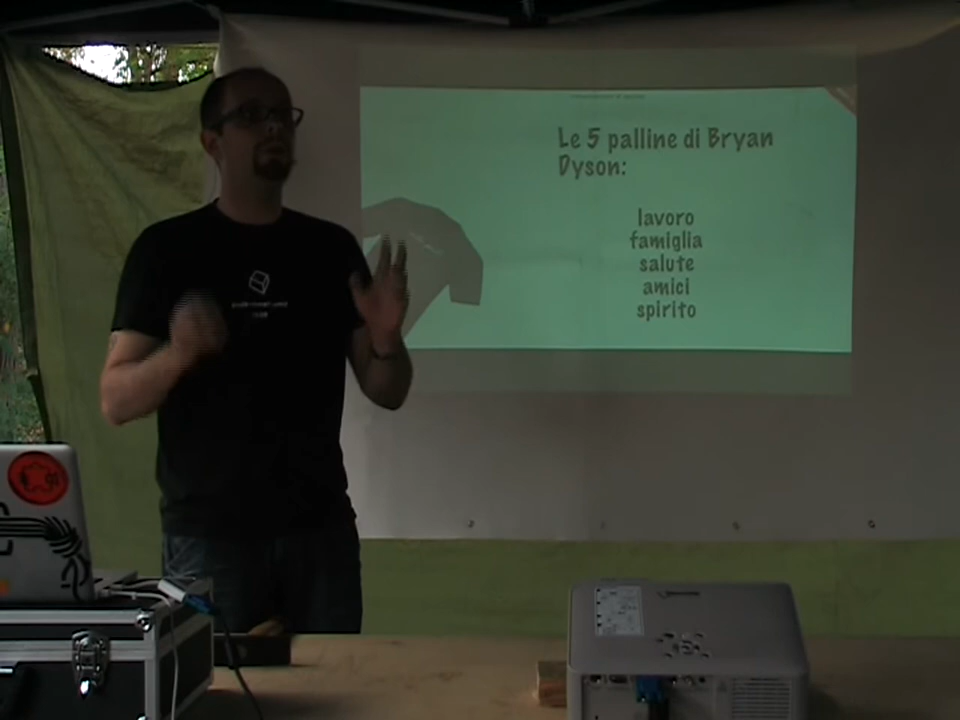 Le 5 palline di Bryan
Dyson:
lavoro
famiglia
salute
amici
spirito